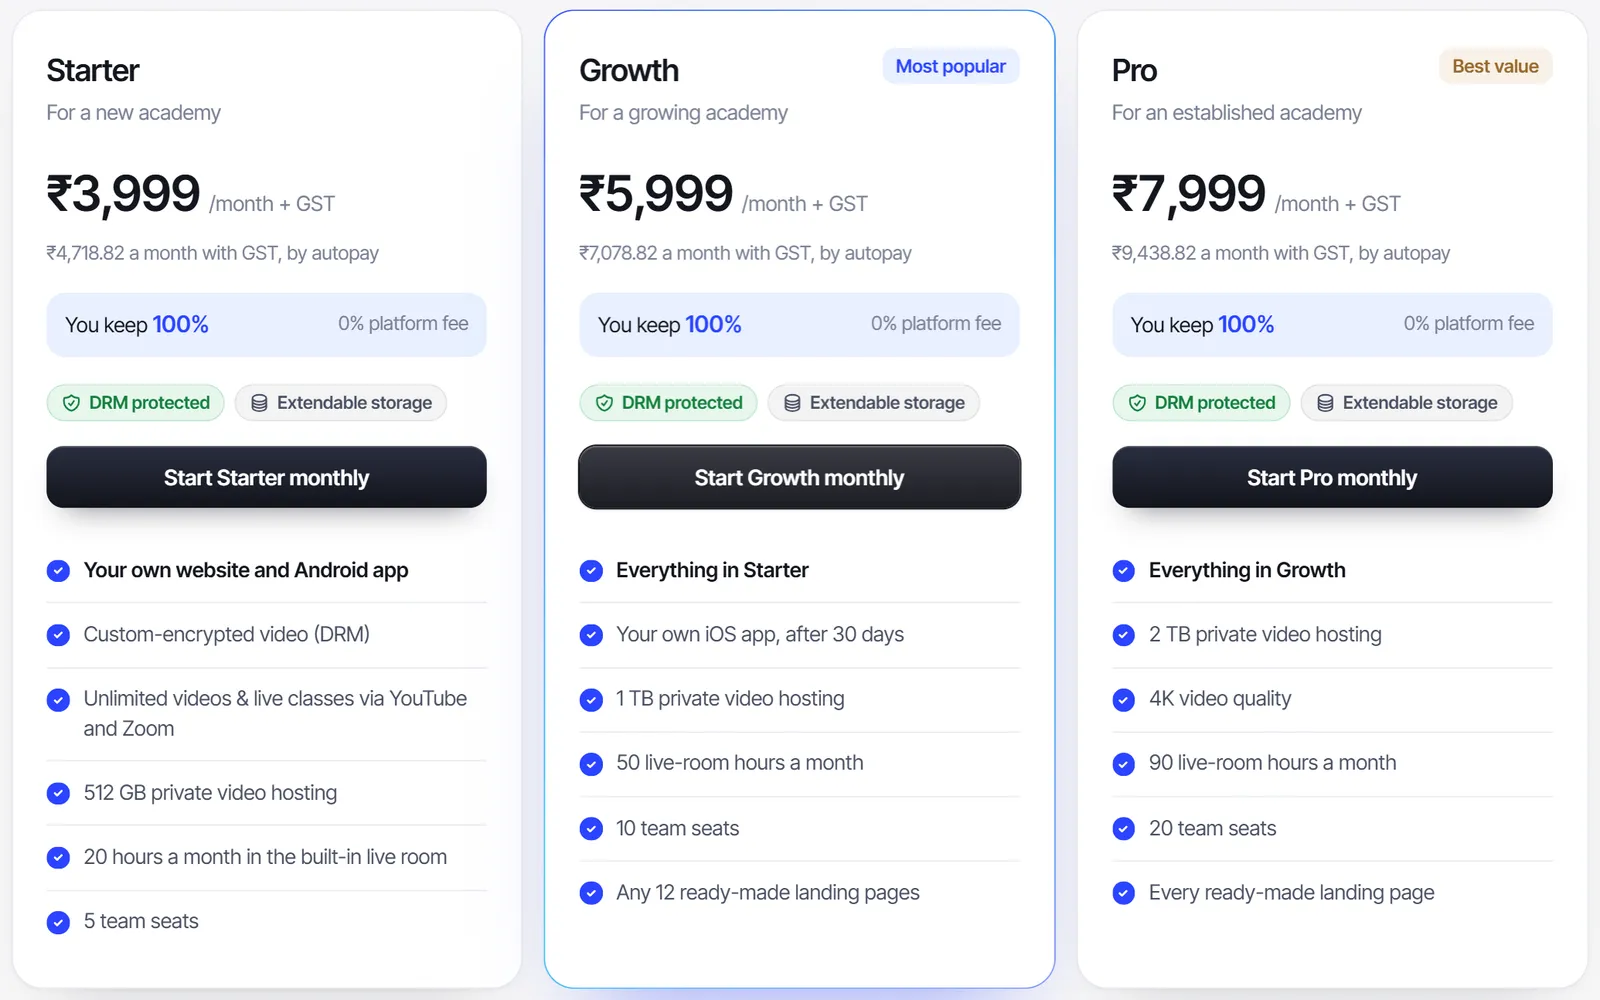 Starter
For a new academy
₹3,999 /month + GST
₹4,718.82 a month with GST, by autopay
You keep 100% 0% platform fee
DRM protected Extendable storage
Start Starter monthly
Your own website and Android app
Custom-encrypted video (DRM)
Unlimited videos & live classes via YouTube
and Zoom
512 GB private video hosting
20 hours a month in the built-in live room
5 team seats
Growth Most popular
For a growing academy
₹5,999 /month + GST
₹7,078.82 a month with GST, by autopay
You keep 100% 0% platform fee
DRM protected Extendable storage
Start Growth monthly
Everything in Starter
Your own iOS app, after 30 days
1 TB private video hosting
50 live-room hours a month
10 team seats
Any 12 ready-made landing pages
Pro Best value
For an established academy
₹7,999 /month + GST
₹9,438.82 a month with GST, by autopay
You keep 100% 0% platform fee
DRM protected Extendable storage
Start Pro monthly
Everything in Growth
2 TB private video hosting
4K video quality
90 live-room hours a month
20 team seats
Every ready-made landing page